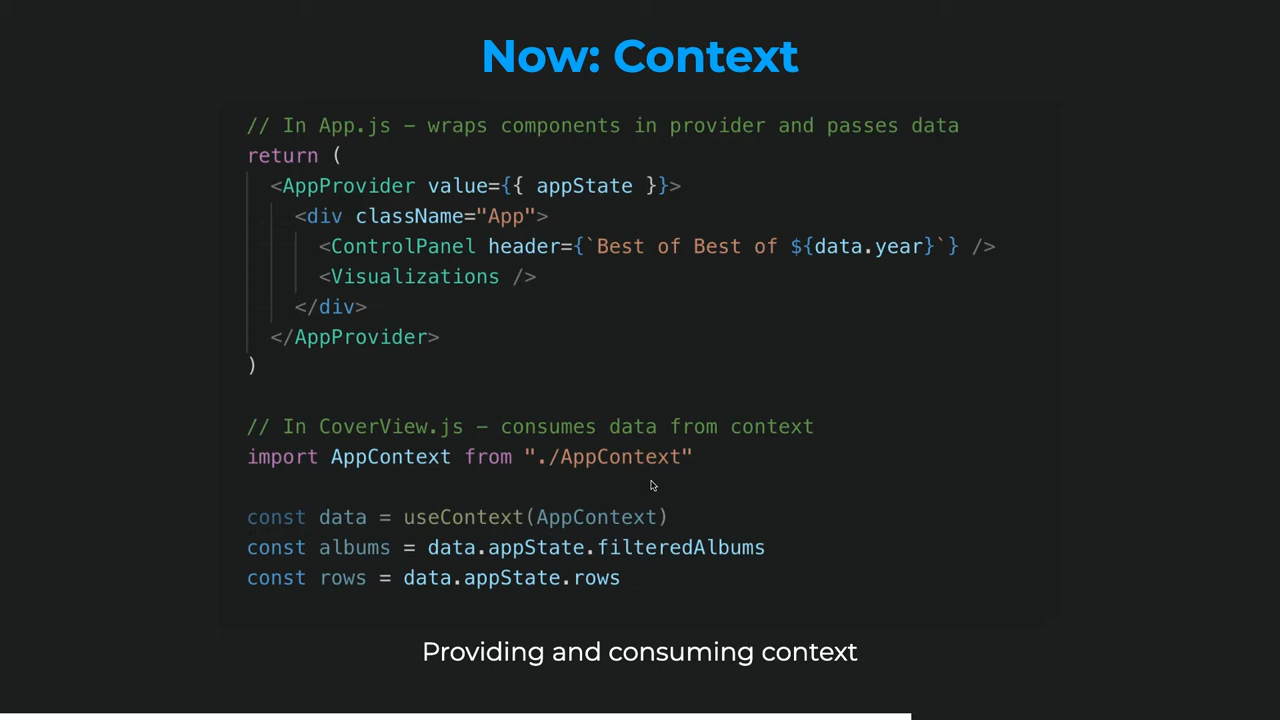 Now: Context
// In App.js – wraps components in provider and passes data
return (
<AppProvider value={{ appState }}>
<div className="App">
<ControlPanel header={`Best of Best of ${data.year}`} />
<Visualizations />
</div>
</AppProvider>
)
// In CoverView.js – consumes data from context
import AppContext from "./AppContext"
const data = useContext(AppContext)
const albums = data.appState.filteredAlbums
const rows = data.appState.rows
Providing and consuming context